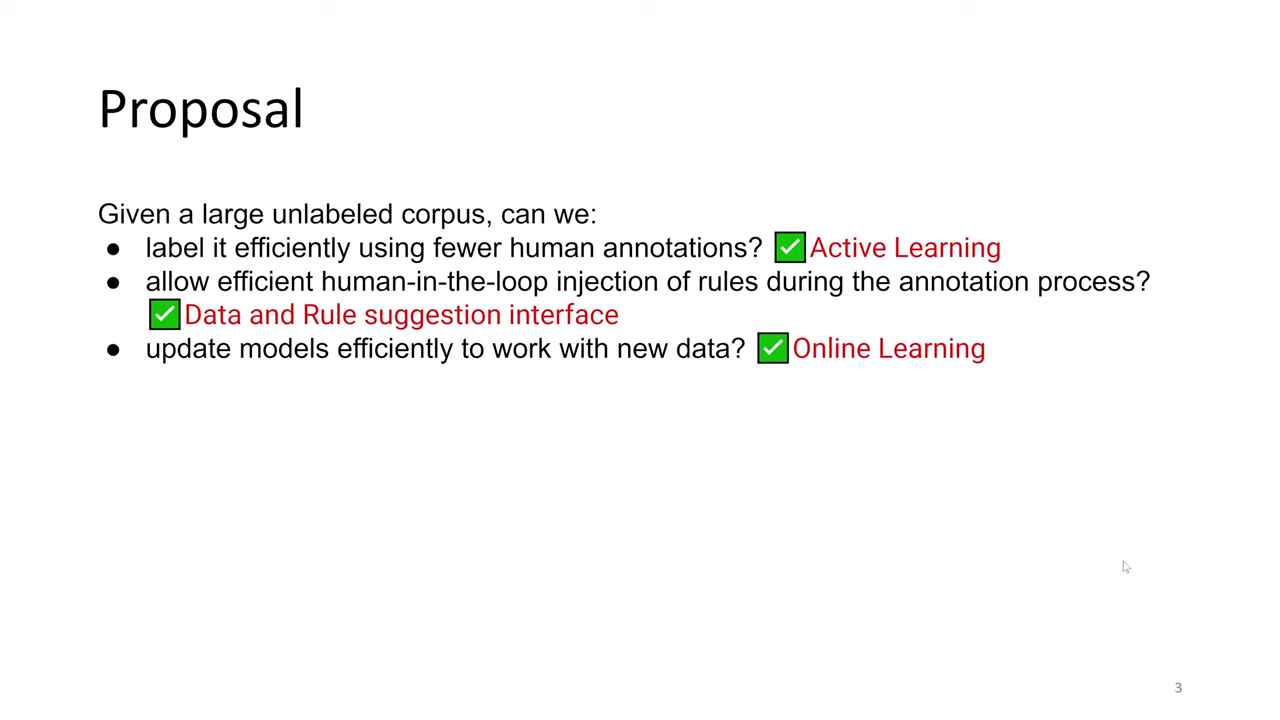 Proposal
Given a large unlabeled corpus, can we:
● label it efficiently using fewer human annotations? ✅ Active Learning
● allow efficient human-in-the-loop injection of rules during the annotation process?
✅ Data and Rule suggestion interface
● update models efficiently to work with new data? ✅ Online Learning
3